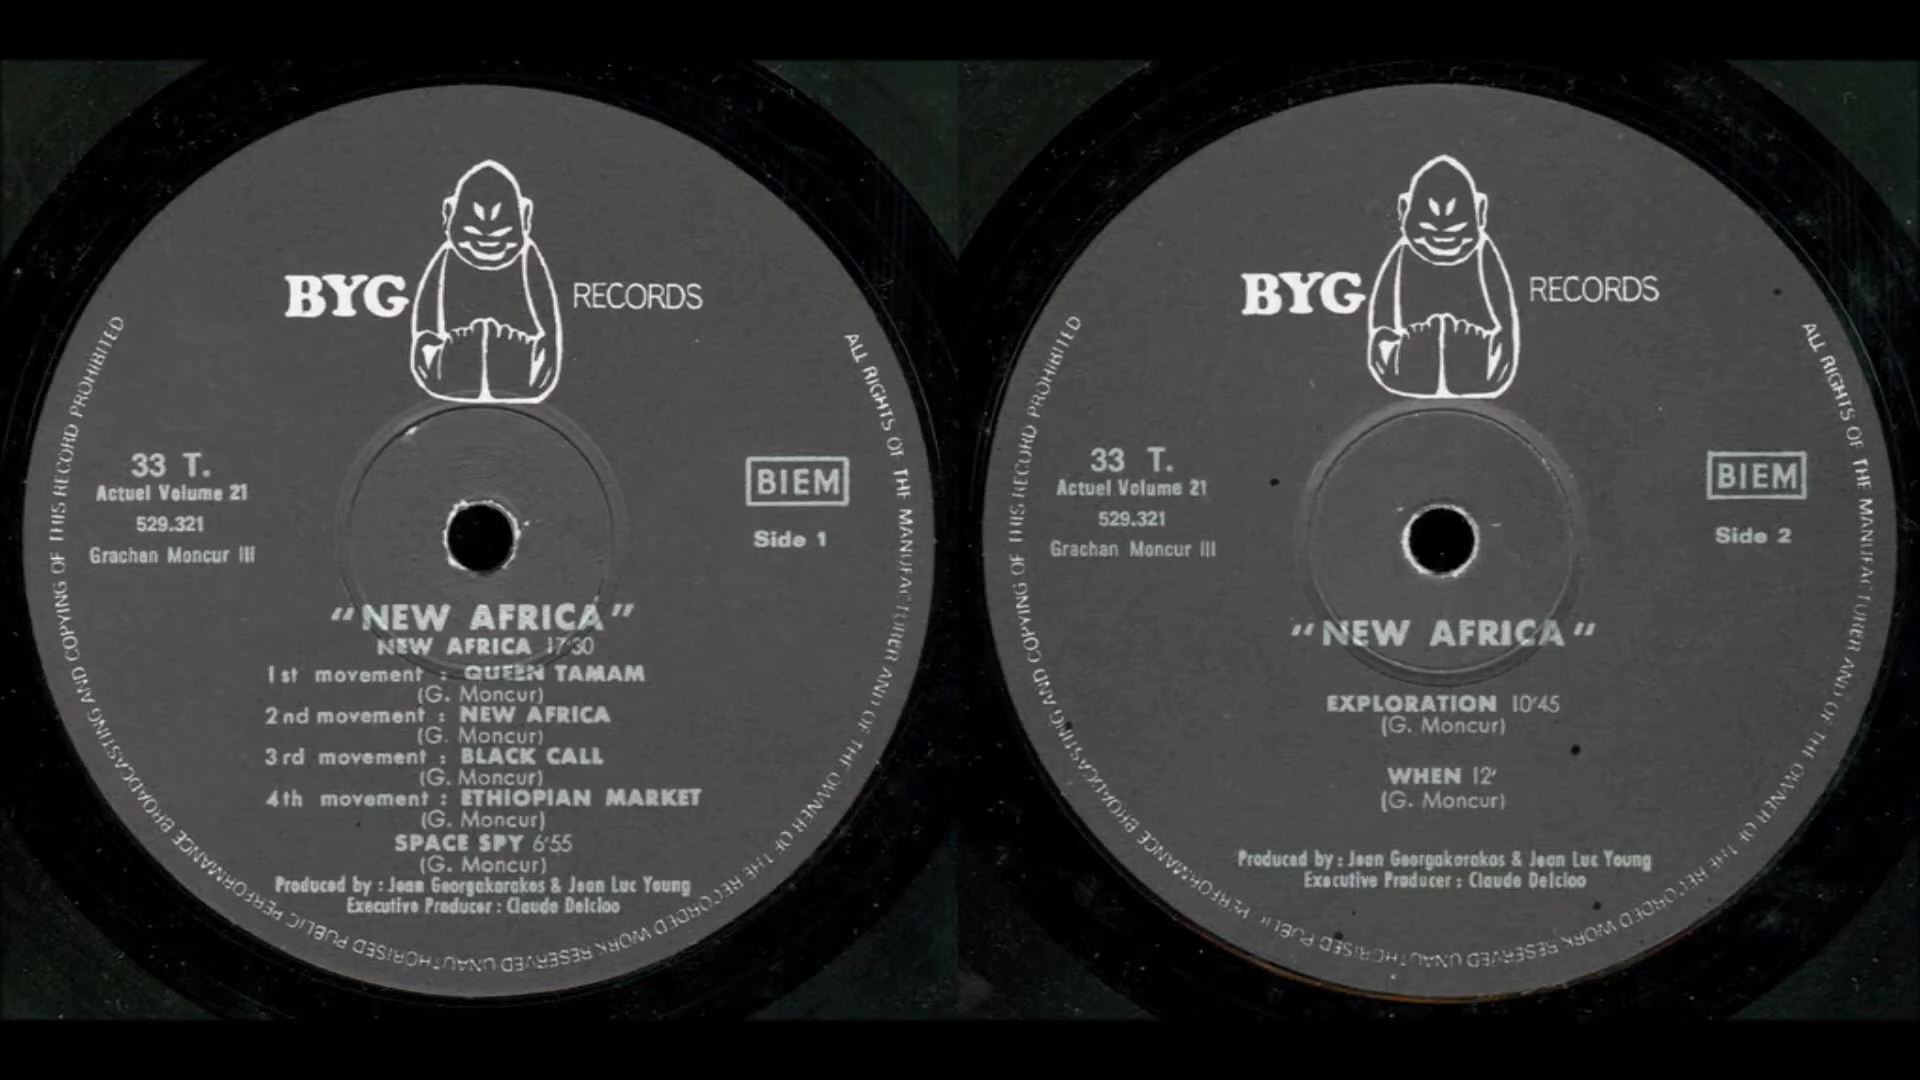 BYG RECORDS
33 T.
Actuel Volume 21
529.321
Grachan Moncur III
BIEM
Side 1
"NEW AFRICA"
NEW AFRICA 17'30
1st movement : QUEEN TAMAM
(G. Moncur)
2nd movement : NEW AFRICA
(G. Moncur)
3rd movement : BLACK CALL
(G. Moncur)
4th movement : ETHIOPIAN MARKET
(G. Moncur)
SPACE SPY 6'55
(G. Moncur)
Produced by : Jean Georgakarakos & Jean Luc Young
Executive Producer : Claude Delcloo
ALL RIGHTS OF THE MANUFACTURER AND OF THE OWNER OF THE RECORDED WORK RESERVED UNAUTHORISED PUBLIC PERFORMANCE BROADCASTING AND COPYING OF THIS RECORD PROHIBITED
BYG RECORDS
33 T.
Actuel Volume 21
529.321
Grachan Moncur III
BIEM
Side 2
"NEW AFRICA"
EXPLORATION 10'45
(G. Moncur)
WHEN 12'
(G. Moncur)
Produced by : Jean Georgakarakos & Jean Luc Young
Executive Producer : Claude Delcloo
ALL RIGHTS OF THE MANUFACTURER AND OF THE OWNER OF THE RECORDED WORK RESERVED UNAUTHORISED PUBLIC PERFORMANCE BROADCASTING AND COPYING OF THIS RECORD PROHIBITED